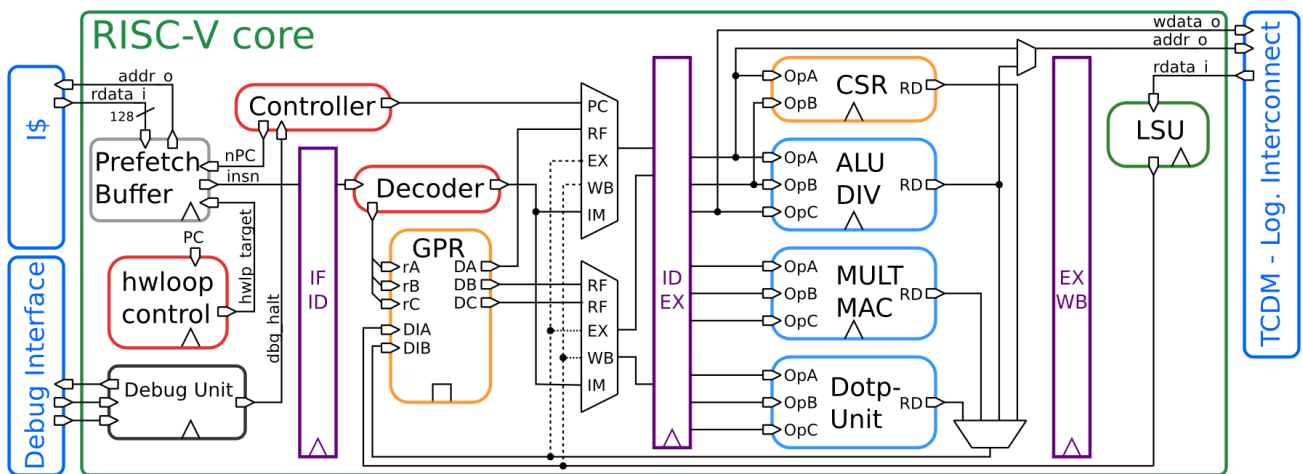 RISC-V core
wdata_o
addr_o
rdata_i
TCDM - Log. Interconnect
I$
addr_o
rdata_i
128
Prefetch
Buffer
nPC
insn
Controller
PC
hwloop
control
hwlp_target
dbg_halt
Debug Interface
Debug Unit
IF
ID
Decoder
GPR
rA
rB
rC
DIA
DIB
DA
DB
DC
PC
RF
EX
WB
IM
RF
RF
EX
WB
IM
ID
EX
OpA
OpB
CSR
RD
OpA
OpB
OpC
ALU
DIV
RD
OpA
OpB
OpC
MULT
MAC
RD
OpA
OpB
OpC
Dotp-
Unit
RD
EX
WB
LSU